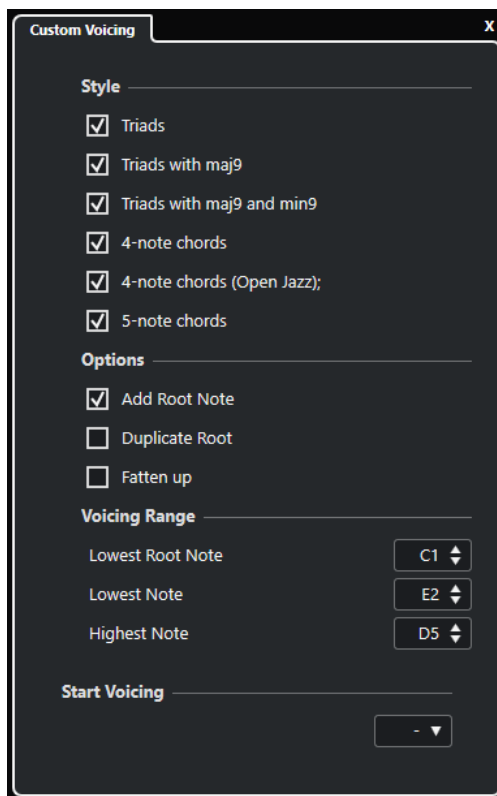 Custom Voicing X
Style
Triads
Triads with maj9
Triads with maj9 and min9
4-note chords
4-note chords (Open Jazz);
5-note chords
Options
Add Root Note
Duplicate Root
Fatten up
Voicing Range
Lowest Root Note C1
Lowest Note E2
Highest Note D5
Start Voicing
-